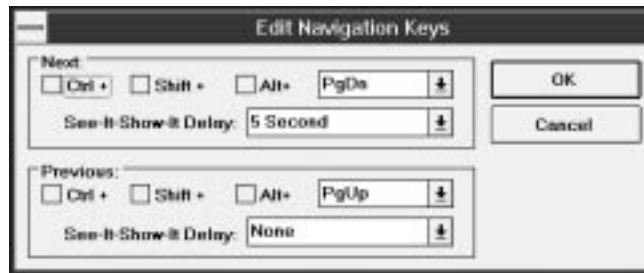 Edit Navigation Keys
Next:
Ctrl + Shift + Alt+ PgDn
See-It-Show-It Delay: 5 Second
OK
Cancel
Previous:
Ctrl + Shift + Alt+ PgUp
See-It-Show-It Delay: None